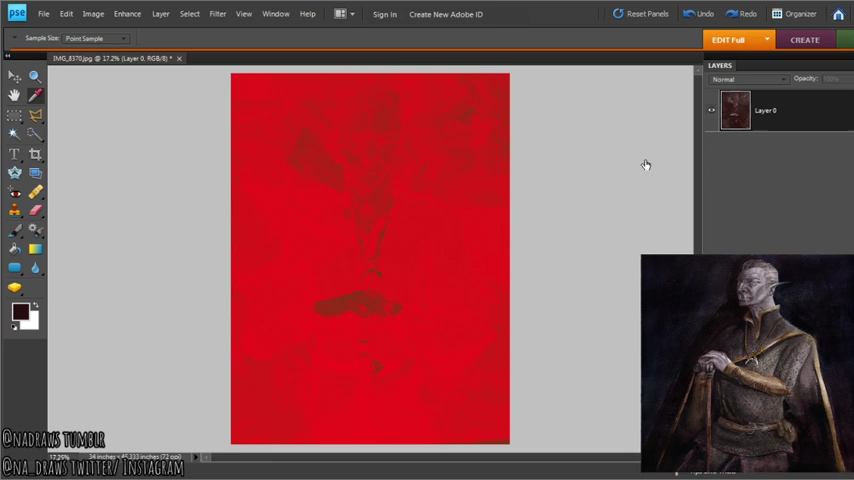 pse File Edit Image Enhance Layer Select Filter View Window Help Sign In Create New Adobe ID Reset Panels Undo Redo Organizer
Sample Size: Point Sample EDIT Full CREATE
IMG_8370.jpg @ 17.2% (Layer 0, RGB/8) *
LAYERS
Normal Opacity: 100%
Layer 0
@nadraws tumblr
@na_draws twitter/ Instagram